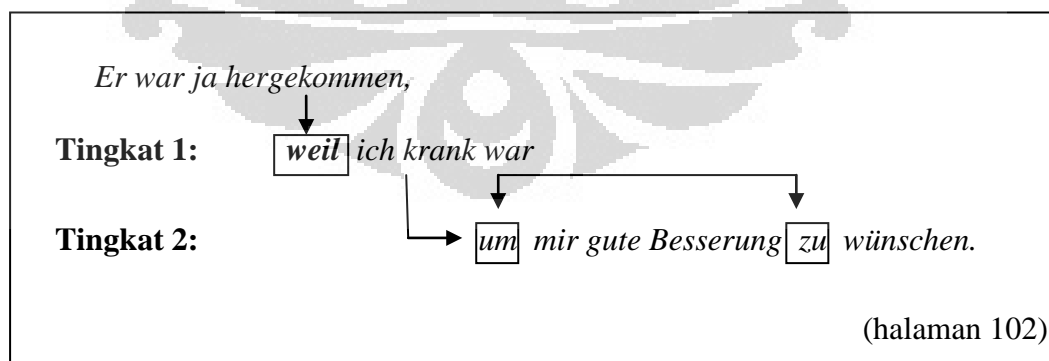 Er war ja hergekommen,
Tingkat 1: weil ich krank war
Tingkat 2: um mir gute Besserung zu wünschen.
(halaman 102)